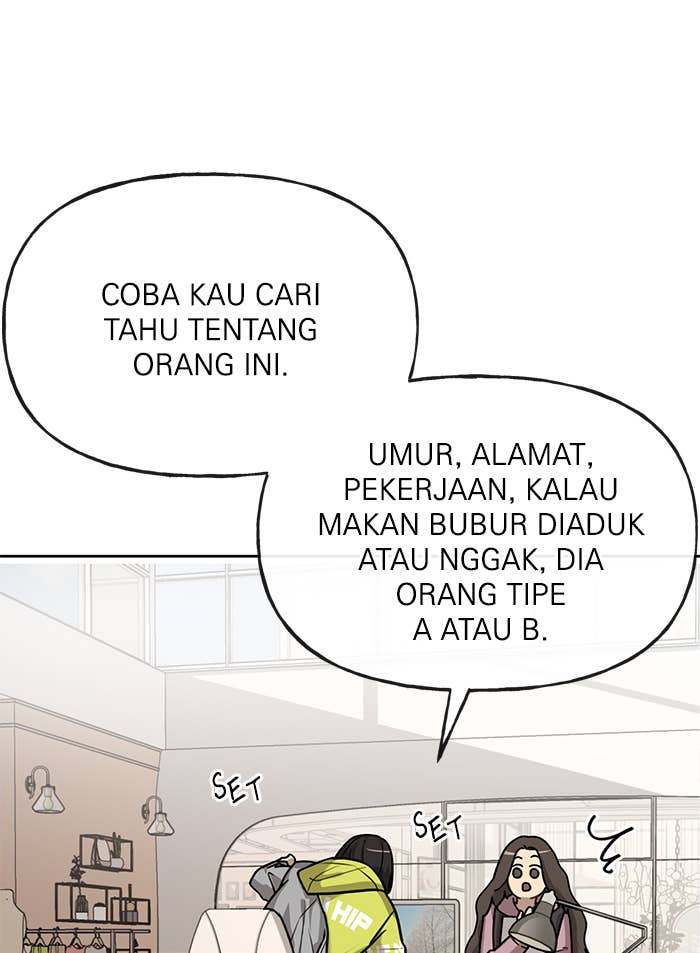 COBA KAU CARI
TAHU TENTANG
ORANG INI.
UMUR, ALAMAT,
PEKERJAAN, KALAU
MAKAN BUBUR DIADUK
ATAU NGGAK, DIA
ORANG TIPE
A ATAU B.
SET
SET
HIP